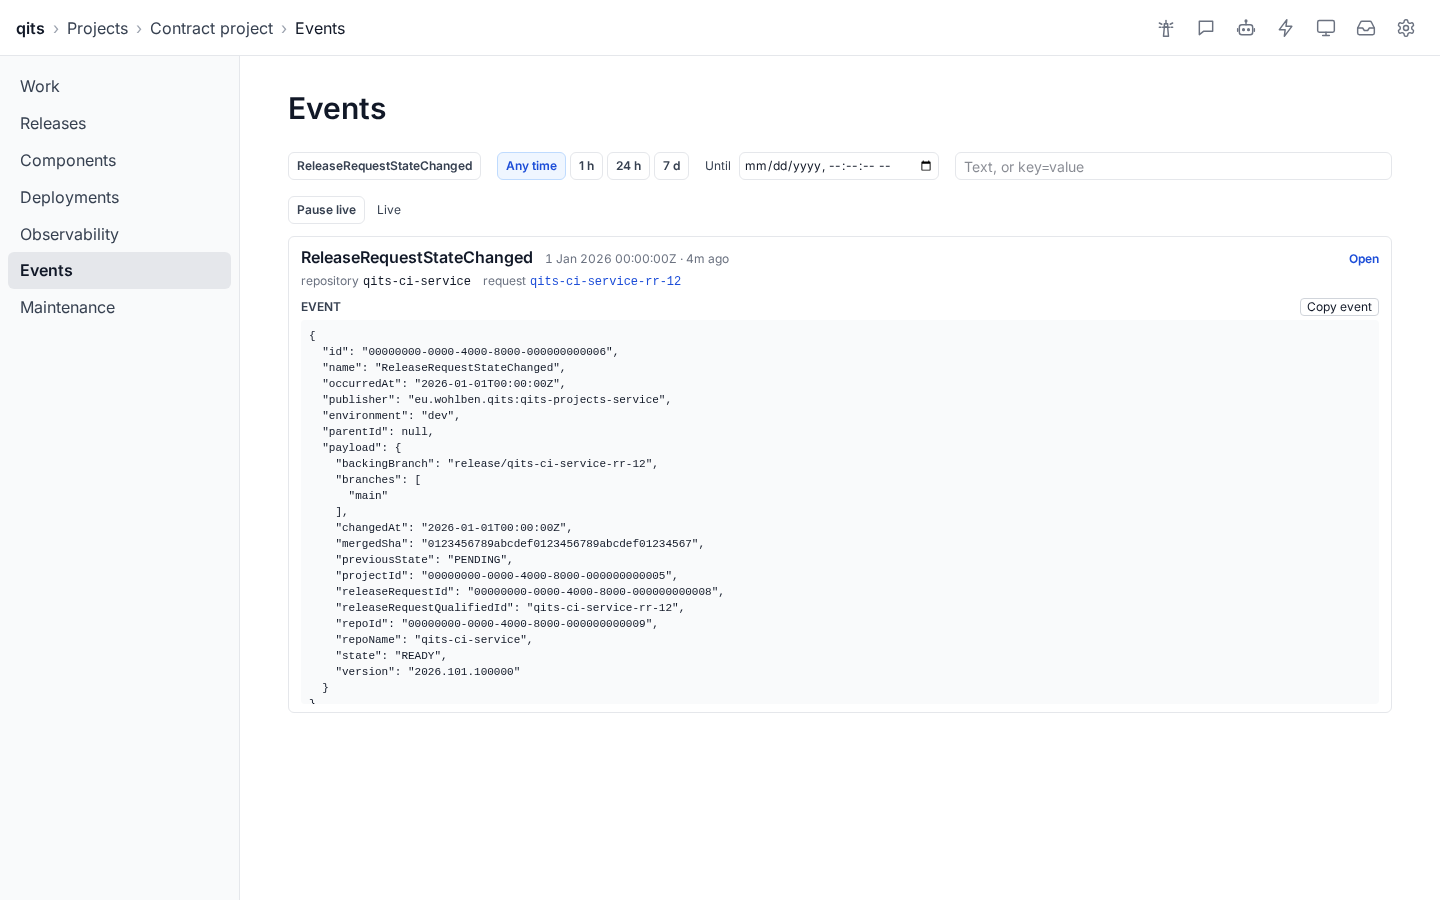 qits › Projects › Contract project › Events
Work
Releases
Components
Deployments
Observability
Events
Maintenance
Events
ReleaseRequestStateChanged Any time 1 h 24 h 7 d Until mm/dd/yyyy, --:--:-- -- Text, or key=value
Pause live Live
ReleaseRequestStateChanged 1 Jan 2026 00:00:00Z · 4m ago Open
repository qits-ci-service request qits-ci-service-rr-12
EVENT Copy event
{
  "id": "00000000-0000-4000-8000-000000000006",
  "name": "ReleaseRequestStateChanged",
  "occurredAt": "2026-01-01T00:00:00Z",
  "publisher": "eu.wohlben.qits:qits-projects-service",
  "environment": "dev",
  "parentId": null,
  "payload": {
    "backingBranch": "release/qits-ci-service-rr-12",
    "branches": [
      "main"
    ],
    "changedAt": "2026-01-01T00:00:00Z",
    "mergedSha": "0123456789abcdef0123456789abcdef01234567",
    "previousState": "PENDING",
    "projectId": "00000000-0000-4000-8000-000000000005",
    "releaseRequestId": "00000000-0000-4000-8000-000000000008",
    "releaseRequestQualifiedId": "qits-ci-service-rr-12",
    "repoId": "00000000-0000-4000-8000-000000000009",
    "repoName": "qits-ci-service",
    "state": "READY",
    "version": "2026.101.100000"
  }
}